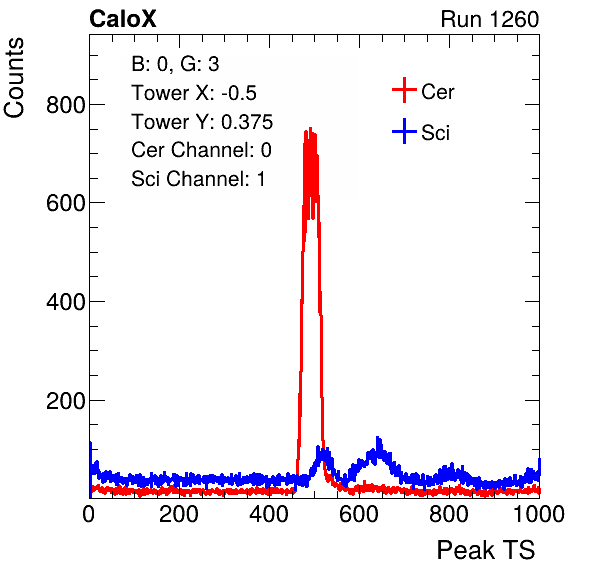 CaloX Run 1260
Counts
B: 0, G: 3
Tower X: -0.5
Tower Y: 0.375
Cer Channel: 0
Sci Channel: 1
Cer
Sci
800
600
400
200
0 200 400 600 800 1000
Peak TS